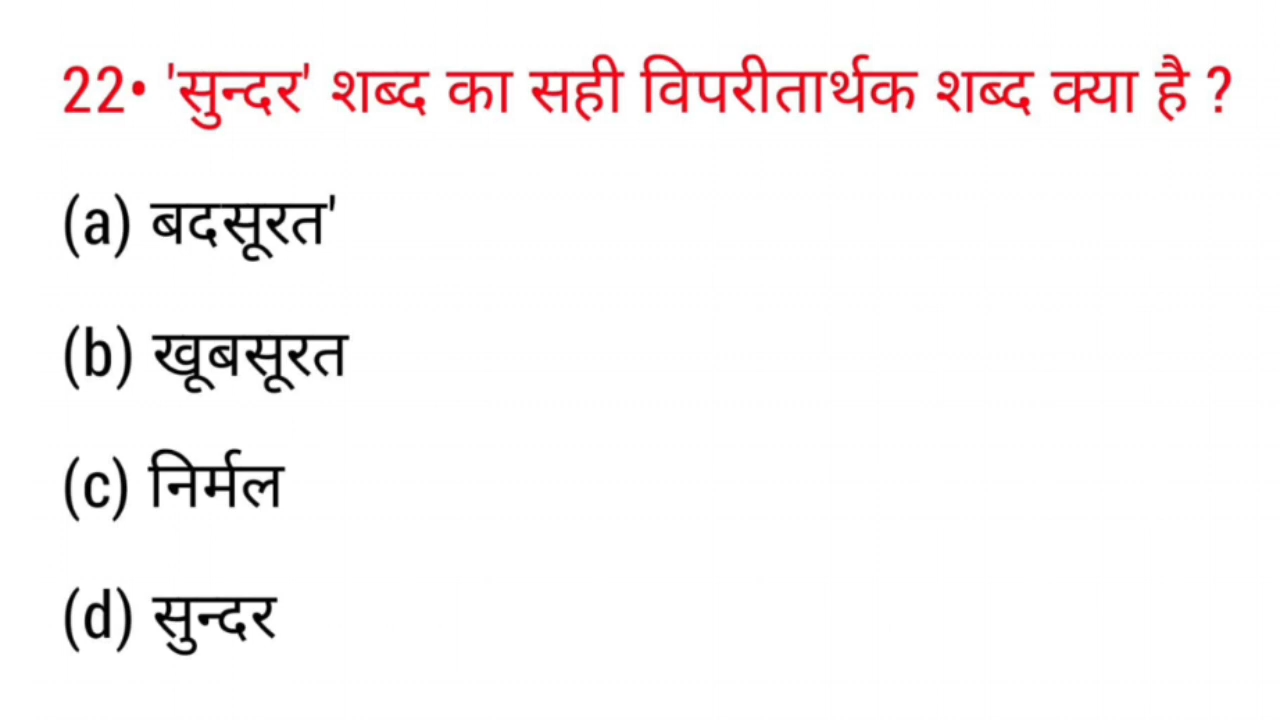 22• 'सुन्दर' शब्द का सही विपरीतार्थक शब्द क्या है ?
(a) बदसूरत'
(b) खूबसूरत
(c) निर्मल
(d) सुन्दर